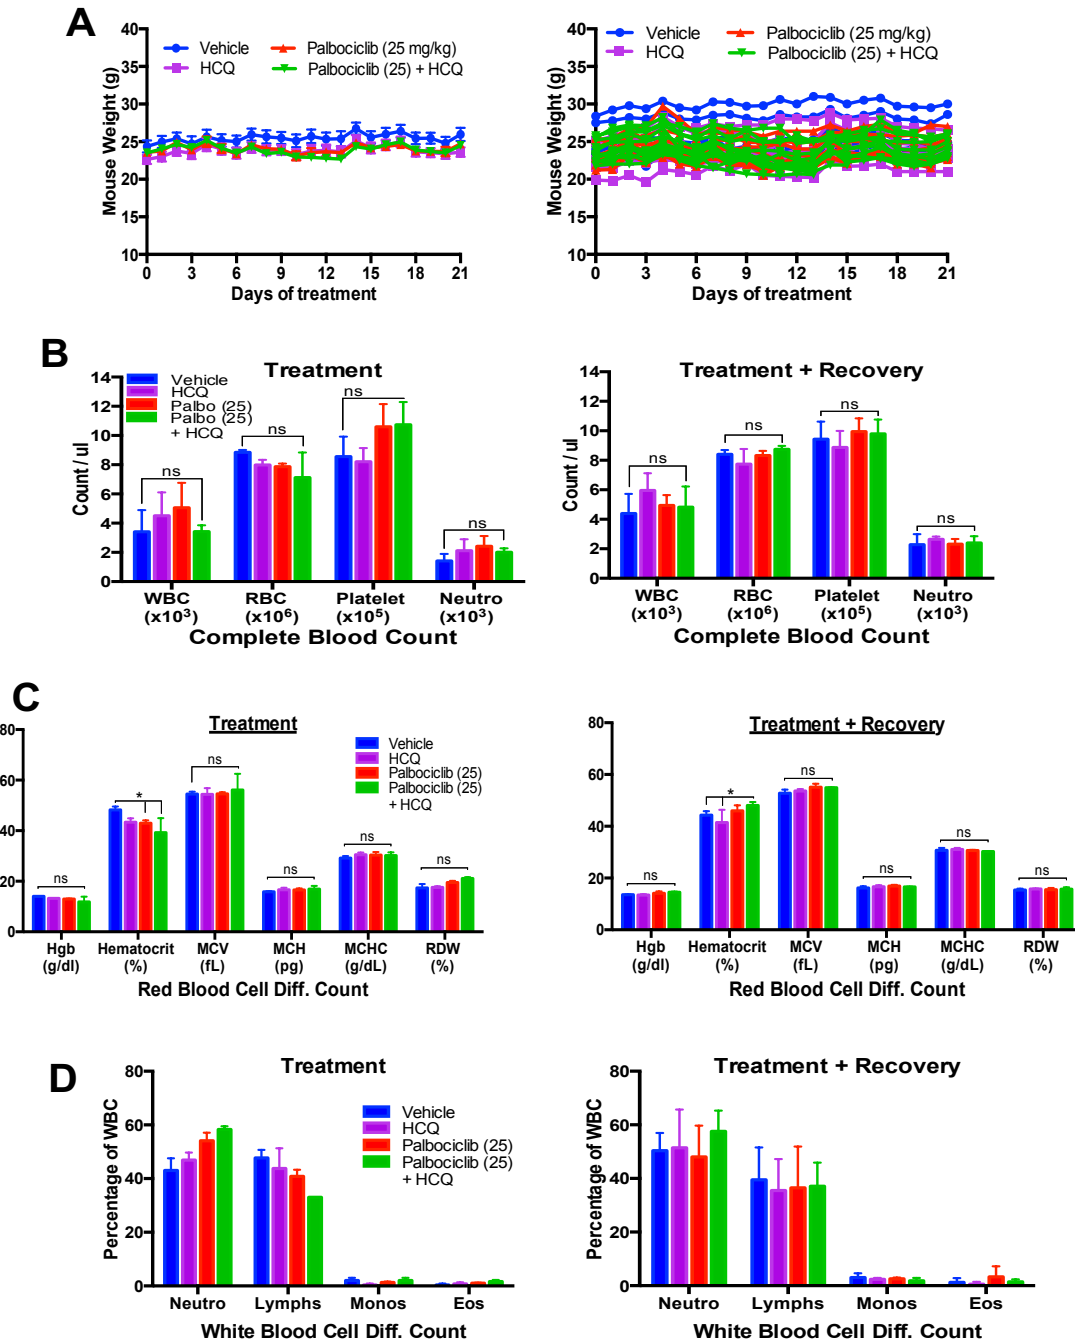 A
Mouse Weight (g)
40
35
30
25
20
15
10
Vehicle
HCQ
Palbociclib (25 mg/kg)
Palbociclib (25) + HCQ
0 3 6 9 12 15 18 21
Days of treatment
Mouse Weight (g)
40
35
30
25
20
15
10
Vehicle
HCQ
Palbociclib (25 mg/kg)
Palbociclib (25) + HCQ
0 3 6 9 12 15 18 21
Days of treatment
B
Treatment
Count / ul
14
12
10
8
6
4
2
0
Vehicle
HCQ
Palbo (25)
Palbo (25)
+ HCQ
ns ns ns ns
WBC RBC Platelet Neutro
(x10³) (x10⁶) (x10⁵) (x10³)
Complete Blood Count
Treatment + Recovery
Count / ul
14
12
10
8
6
4
2
0
ns ns ns ns
WBC RBC Platelet Neutro
(x10³) (x10⁶) (x10⁵) (x10³)
Complete Blood Count
C
Treatment
80
60
40
20
0
Vehicle
HCQ
Palbociclib (25)
Palbociclib (25)
+ HCQ
ns * ns ns ns ns
Hgb Hematocrit MCV MCH MCHC RDW
(g/dl) (%) (fL) (pg) (g/dL) (%)
Red Blood Cell Diff. Count
Treatment + Recovery
80
60
40
20
0
ns * ns ns ns ns
Hgb Hematocrit MCV MCH MCHC RDW
(g/dl) (%) (fL) (pg) (g/dL) (%)
Red Blood Cell Diff. Count
D
Treatment
Percentage of WBC
80
60
40
20
0
Vehicle
HCQ
Palbociclib (25)
Palbociclib (25)
+ HCQ
Neutro Lymphs Monos Eos
White Blood Cell Diff. Count
Treatment + Recovery
Percentage of WBC
80
60
40
20
0
Neutro Lymphs Monos Eos
White Blood Cell Diff. Count